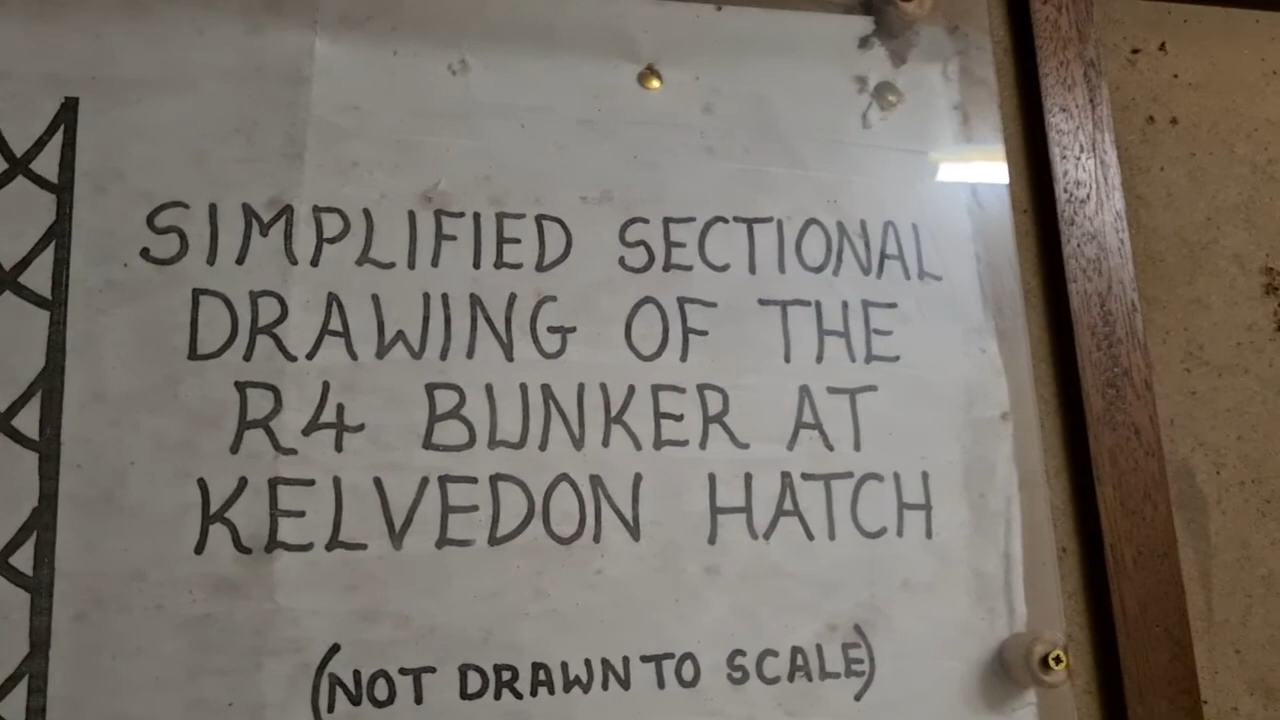 SIMPLIFIED SECTIONAL
DRAWING OF THE
R4 BUNKER AT
KELVEDON HATCH
(NOT DRAWN TO SCALE)